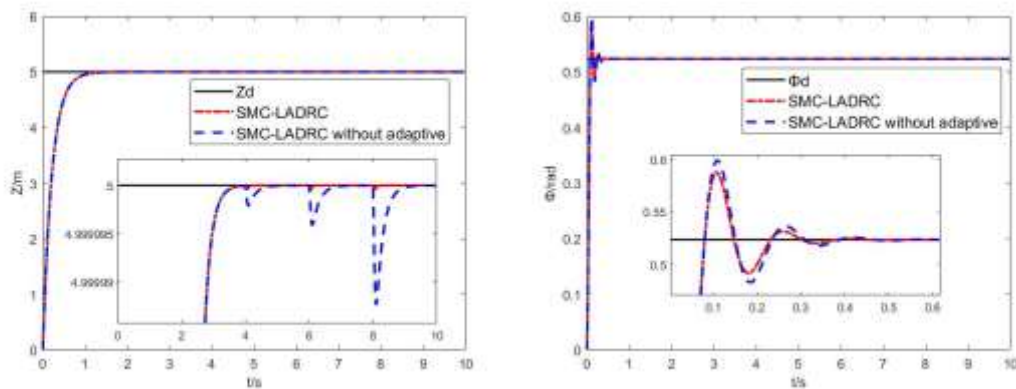 6
5
4
3
2
1
0
Z/m
Zd
SMC-LADRC
SMC-LADRC without adaptive
5
4.999995
4.99999
0 2 4 6 8 10
0 1 2 3 4 5 6 7 8 9 10
t/s
0.6
0.5
0.4
0.3
0.2
0.1
0
Φ/rad
Φd
SMC-LADRC
SMC-LADRC without adaptive
0.6
0.55
0.5
0.1 0.2 0.3 0.4 0.5 0.6
0 1 2 3 4 5 6 7 8 9 10
t/s